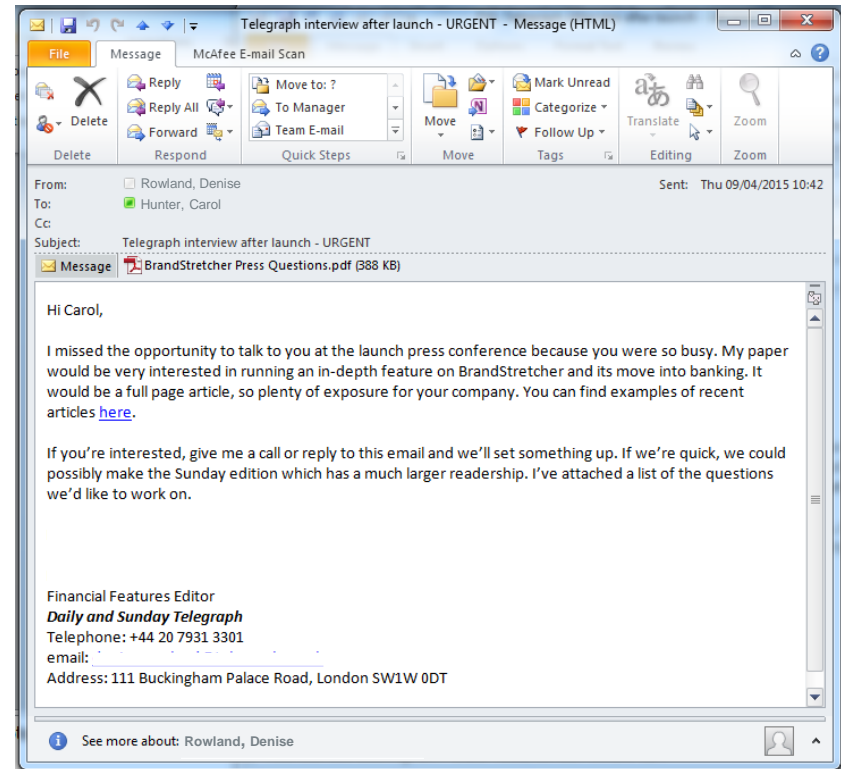 Telegraph interview after launch - URGENT - Message (HTML)
File Message McAfee E-mail Scan
Delete
Reply
Reply All
Forward
Move to: ?
To Manager
Team E-mail
Move
Mark Unread
Categorize
Follow Up
Translate
Zoom
Delete Respond Quick Steps Move Tags Editing Zoom
From: Rowland, Denise Sent: Thu 09/04/2015 10:42
To: Hunter, Carol
Cc:
Subject: Telegraph interview after launch - URGENT
Message BrandStretcher Press Questions.pdf (388 KB)
Hi Carol,
I missed the opportunity to talk to you at the launch press conference because you were so busy. My paper
would be very interested in running an in-depth feature on BrandStretcher and its move into banking. It
would be a full page article, so plenty of exposure for your company. You can find examples of recent
articles here.
If you're interested, give me a call or reply to this email and we'll set something up. If we're quick, we could
possibly make the Sunday edition which has a much larger readership. I've attached a list of the questions
we'd like to work on.
Financial Features Editor
Daily and Sunday Telegraph
Telephone: +44 20 7931 3301
email:
Address: 111 Buckingham Palace Road, London SW1W 0DT
See more about: Rowland, Denise